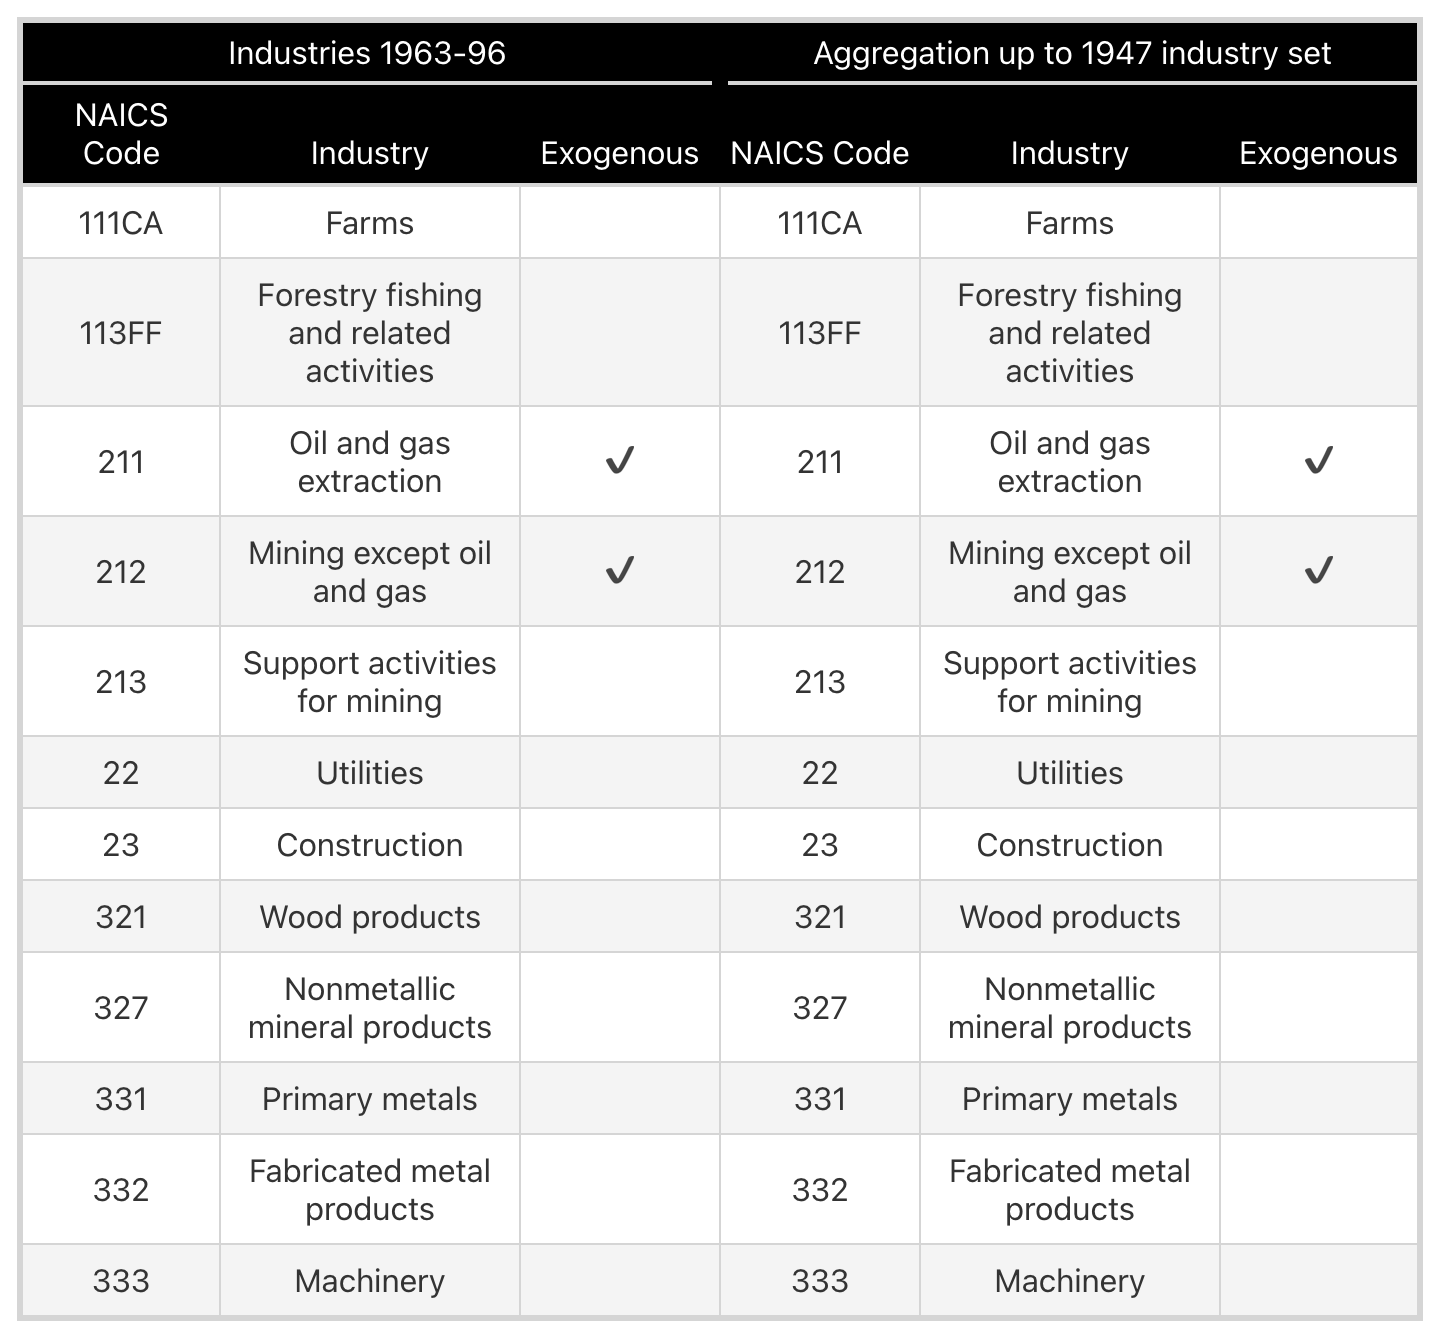 Industries 1963-96 Aggregation up to 1947 industry set
NAICS Code Industry Exogenous NAICS Code Industry Exogenous
111CA Farms 111CA Farms
113FF Forestry fishing and related activities 113FF Forestry fishing and related activities
211 Oil and gas extraction ✓ 211 Oil and gas extraction ✓
212 Mining except oil and gas ✓ 212 Mining except oil and gas ✓
213 Support activities for mining 213 Support activities for mining
22 Utilities 22 Utilities
23 Construction 23 Construction
321 Wood products 321 Wood products
327 Nonmetallic mineral products 327 Nonmetallic mineral products
331 Primary metals 331 Primary metals
332 Fabricated metal products 332 Fabricated metal products
333 Machinery 333 Machinery